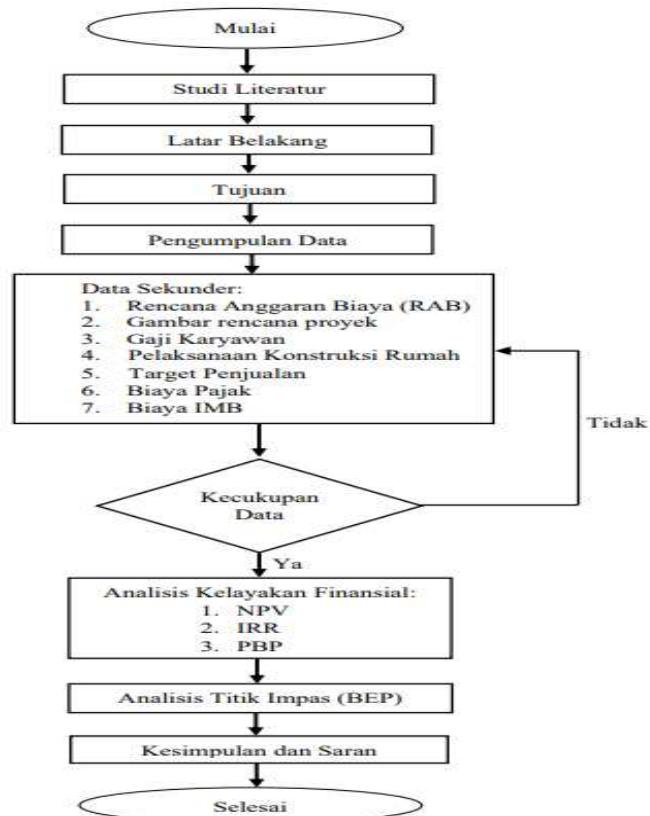 Mulai
Studi Literatur
Latar Belakang
Tujuan
Pengumpulan Data
Data Sekunder:
1. Rencana Anggaran Biaya (RAB)
2. Gambar rencana proyek
3. Gaji Karyawan
4. Pelaksanaan Konstruksi Rumah
5. Target Penjualan
6. Biaya Pajak
7. Biaya IMB
Tidak
Kecukupan
Data
Ya
Analisis Kelayakan Finansial:
1. NPV
2. IRR
3. PBP
Analisis Titik Impas (BEP)
Kesimpulan dan Saran
Selesai